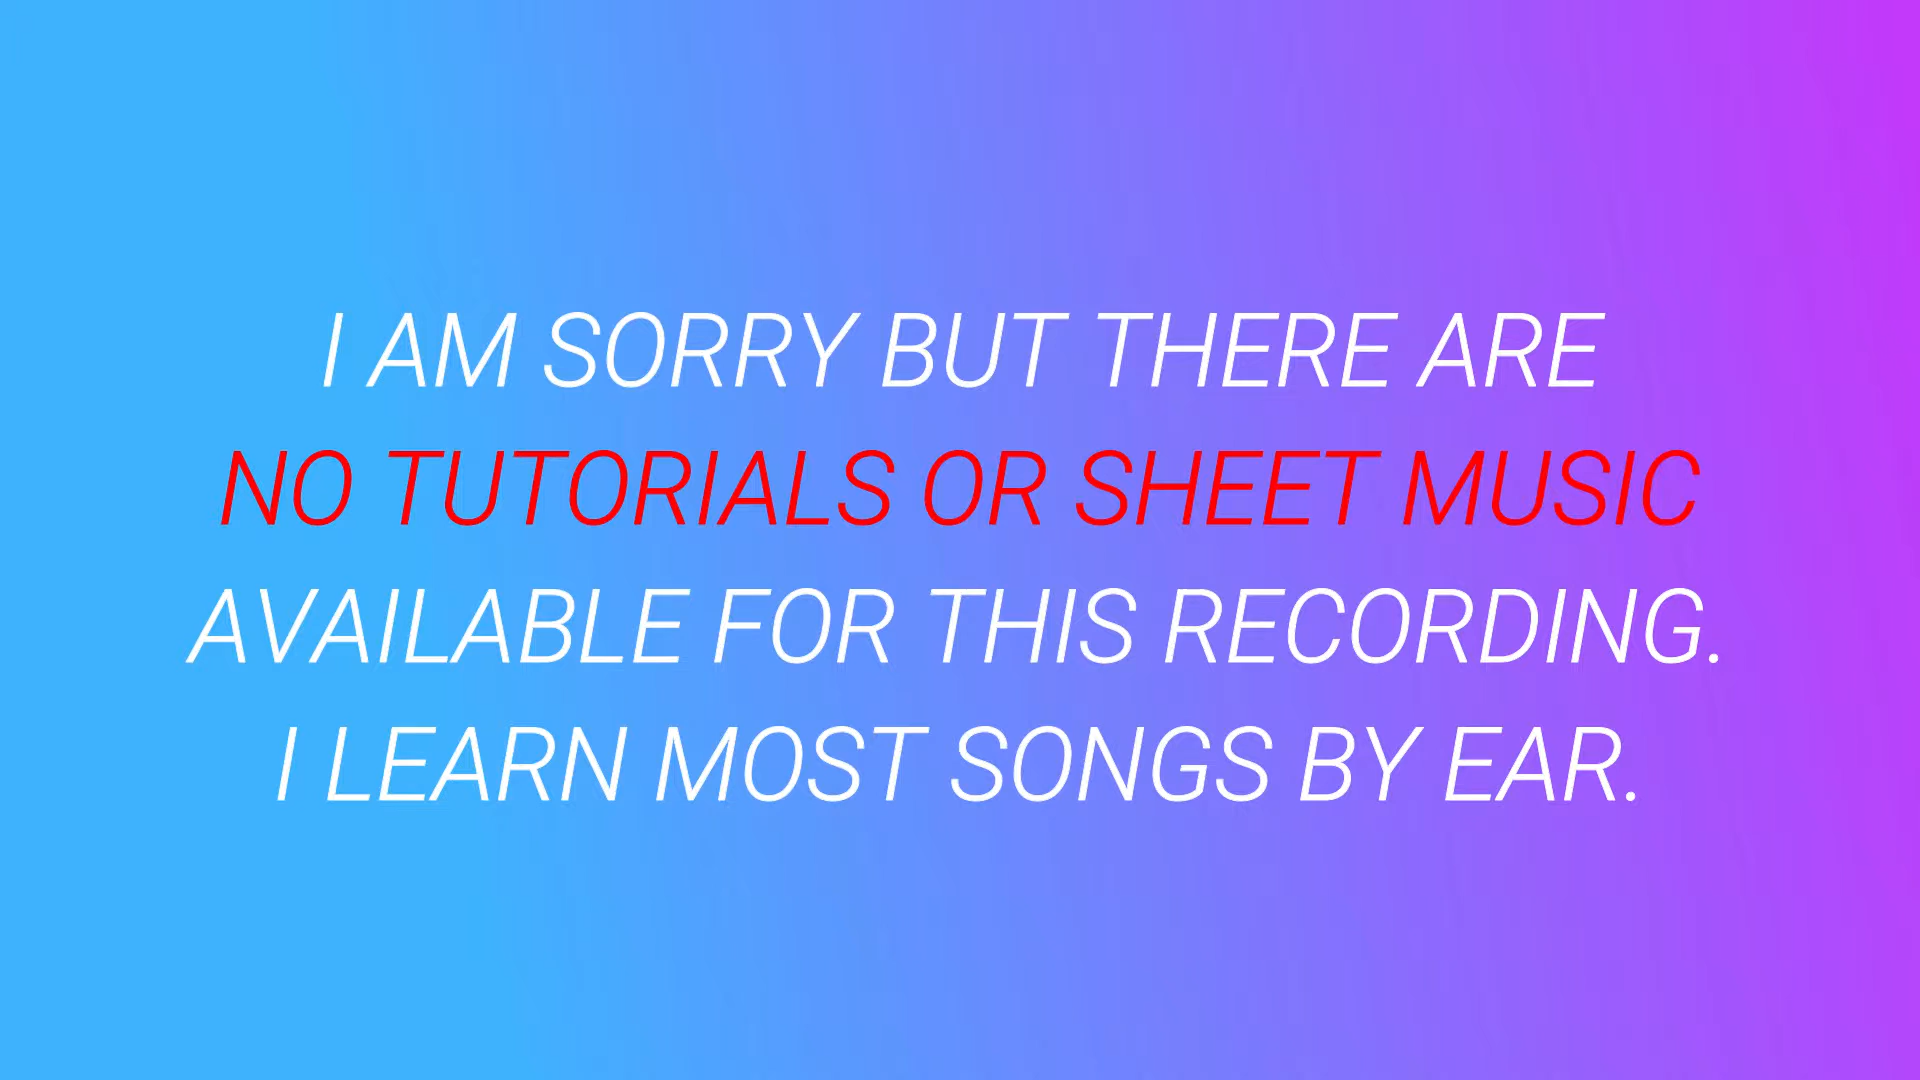 I AM SORRY BUT THERE ARE
NO TUTORIALS OR SHEET MUSIC
AVAILABLE FOR THIS RECORDING.
I LEARN MOST SONGS BY EAR.